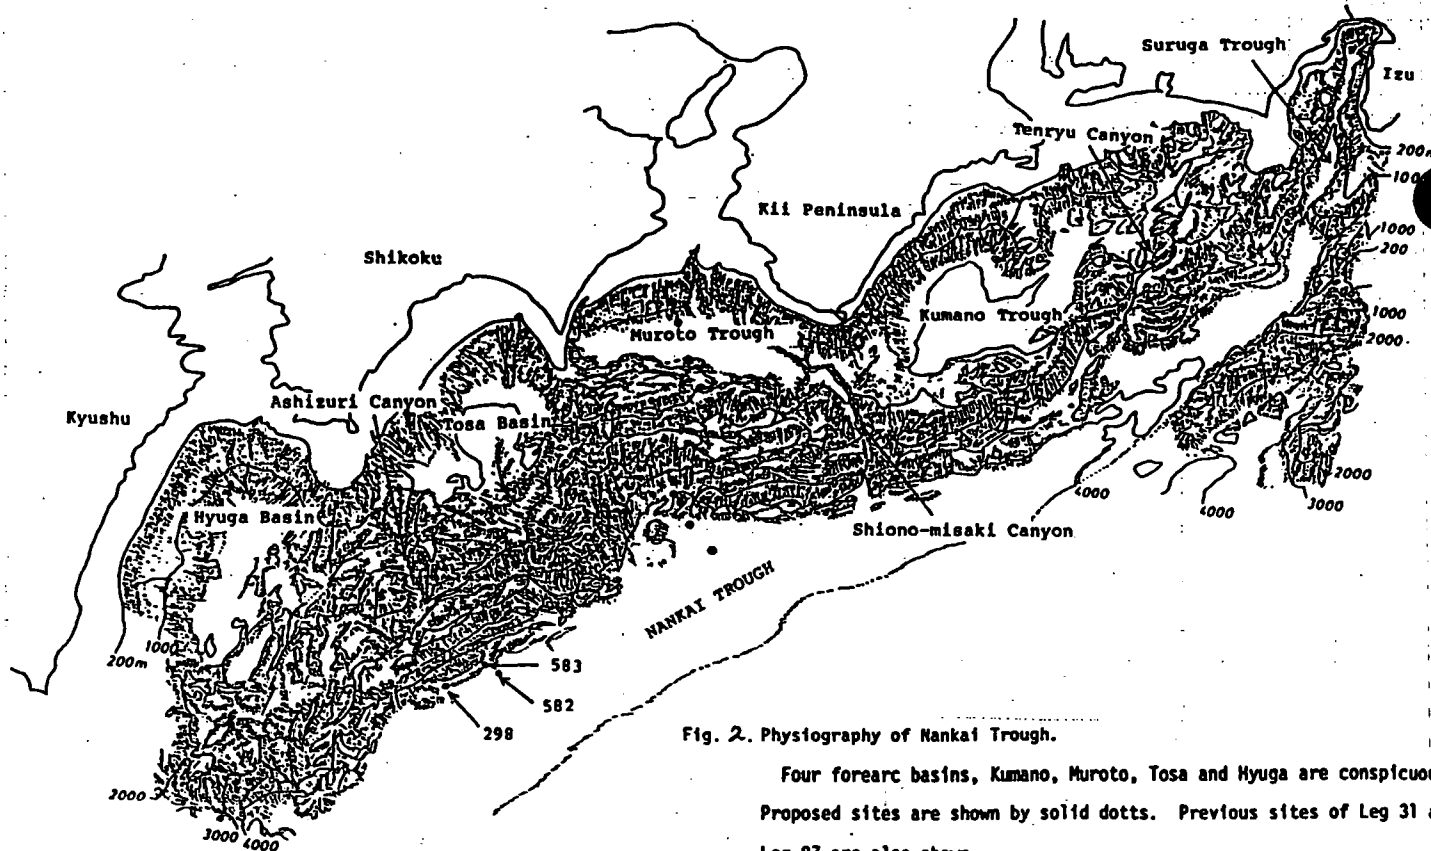 Suruga Trough
Izu
Tenryu Canyon
200m
100
Kii Peninsula
1000
200
Shikoku
Kumano Trough
1000
Muroto Trough
2000
Ashizuri Canyon
Kyushu
Tosa Basin
2000
4000
4000
3000
Hyuga Basin
Shiono-misaki Canyon
NANKAI TROUGH
1000
200m
583
582
298
Fig. 2. Physiography of Nankai Trough.
Four forearc basins, Kumano, Muroto, Tosa and Hyuga are conspicuou
2000
Proposed sites are shown by solid dotts. Previous sites of Leg 31 a
3000
4000